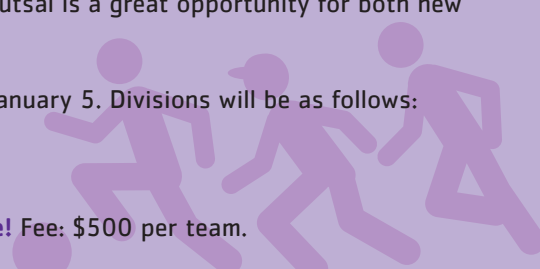 utsal is a great opportunity for both new
anuary 5. Divisions will be as follows:
e! Fee: $500 per team.